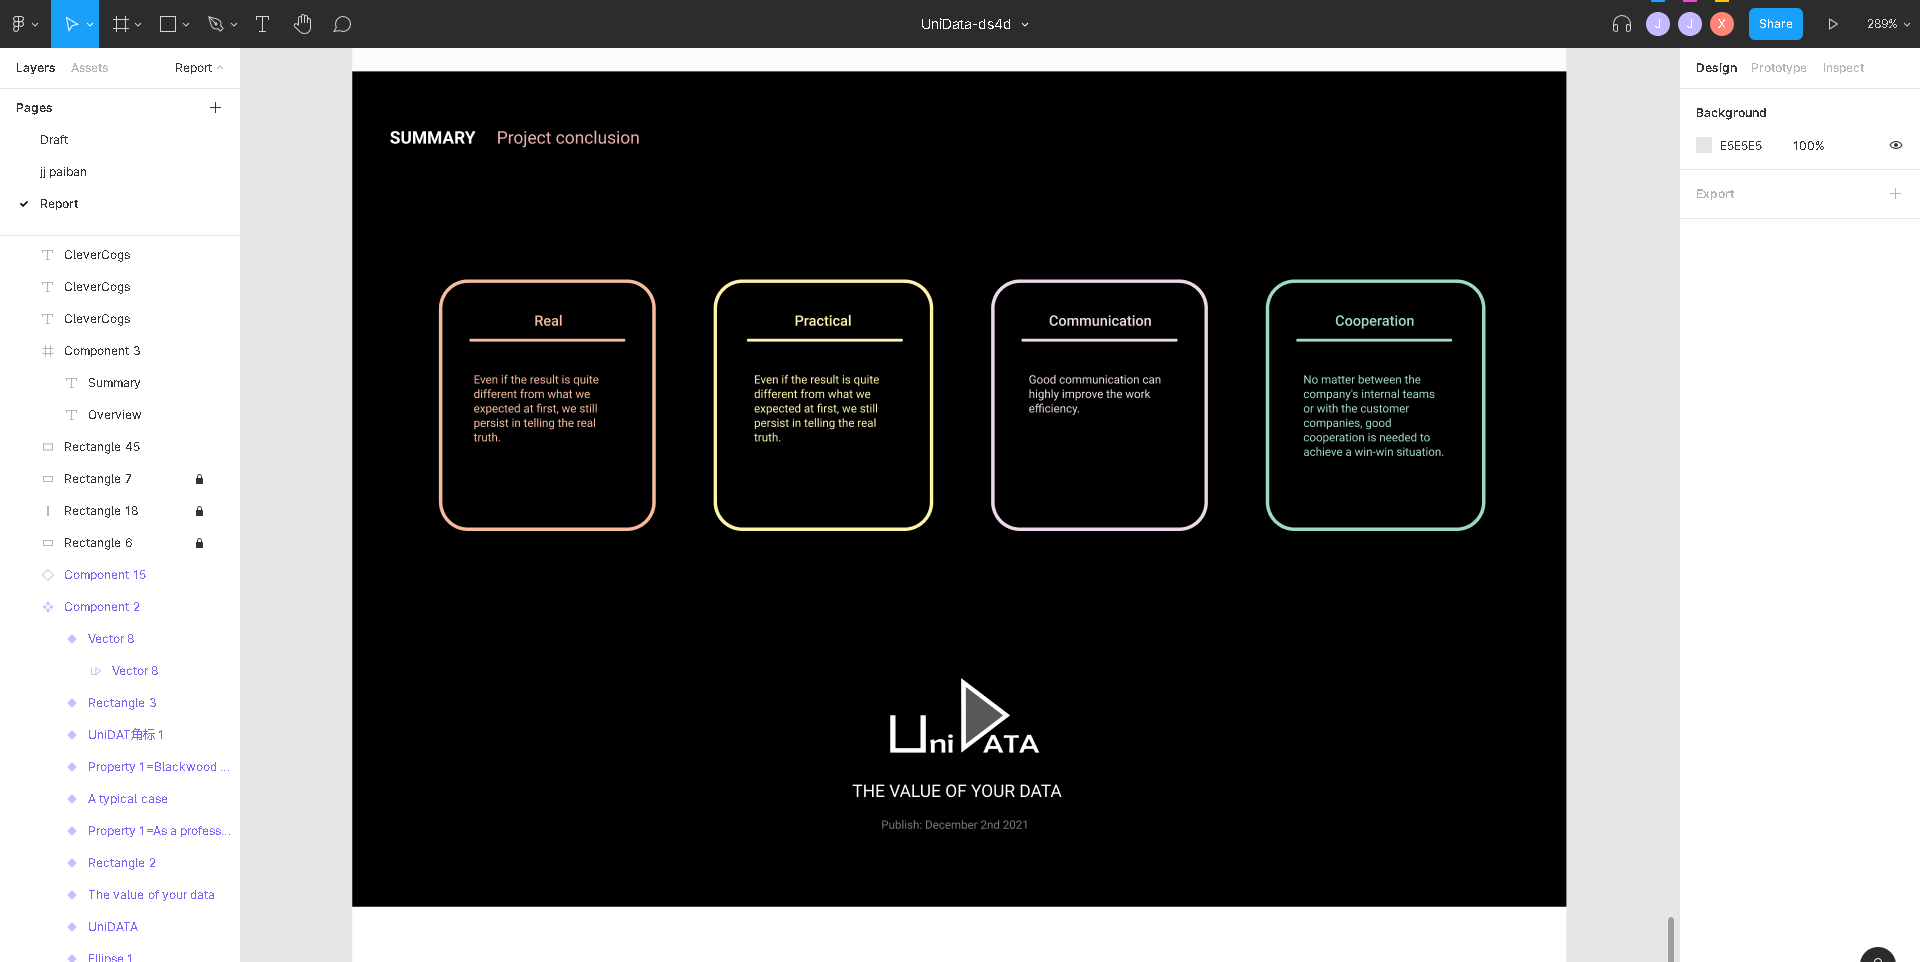 UniData-ds4d
J
J
X
Share
289%
Layers
Assets
Report
Pages
Draft
jj paiban
Report
CleverCogs
CleverCogs
CleverCogs
Component 3
Summary
Overview
Rectangle 45
Rectangle 7
Rectangle 18
Rectangle 6
Component 15
Component 2
Vector 8
Vector 8
Rectangle 3
UniDAT角标 1
Property 1=Blackwood ...
A typical case
Property 1=As a profess...
Rectangle 2
The value of your data
UniDATA
Ellipse 1
SUMMARY Project conclusion
Real
Even if the result is quite
different from what we
expected at first, we still
persist in telling the real
truth.
Practical
Even if the result is quite
different from what we
expected at first, we still
persist in telling the real
truth.
Communication
Good communication can
highly improve the work
efficiency.
Cooperation
No matter between the
company's internal teams
or with the customer
companies, good
cooperation is needed to
achieve a win-win situation.
Uni DATA
THE VALUE OF YOUR DATA
Publish: December 2nd 2021
Design
Prototype
Inspect
Background
E5E5E5
100%
Export